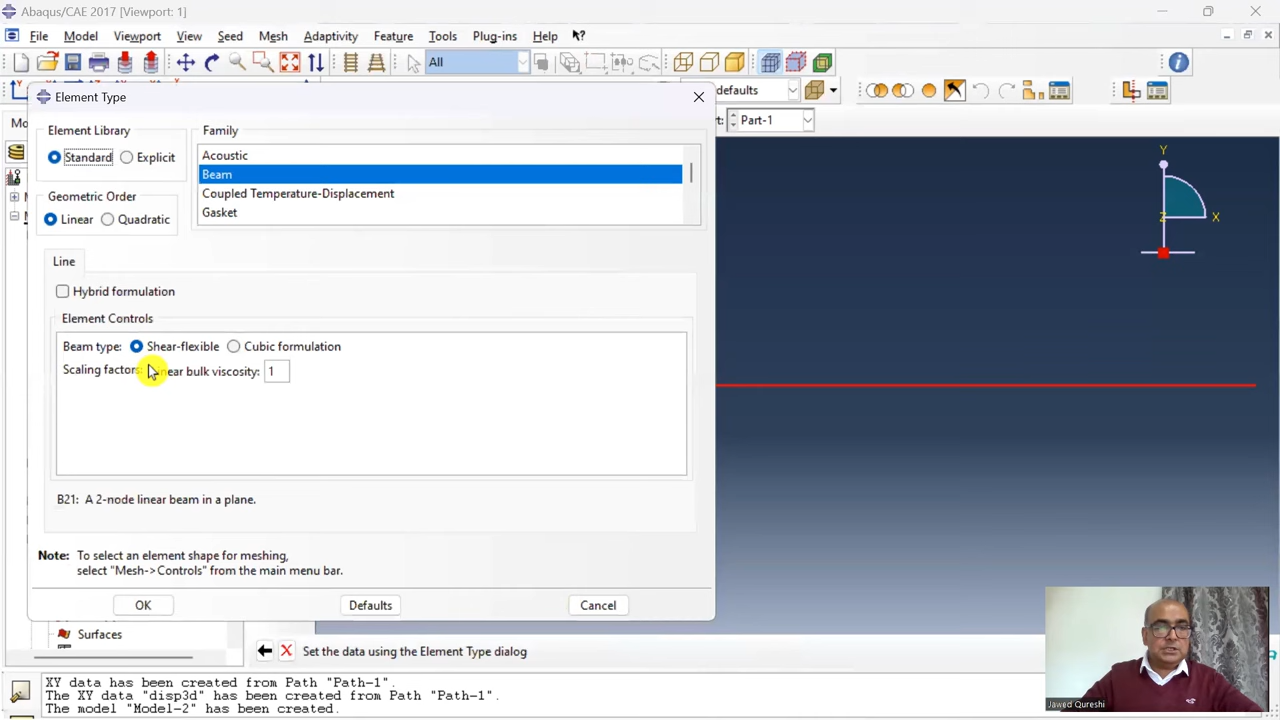 Abaqus/CAE 2017 [Viewport: 1]
File Model Viewport View Seed Mesh Adaptivity Feature Tools Plug-ins Help
All
defaults
Element Type
Part-1
Element Library
Standard Explicit
Geometric Order
Linear Quadratic
Family
Acoustic
Beam
Coupled Temperature-Displacement
Gasket
Line
Hybrid formulation
Element Controls
Beam type: Shear-flexible Cubic formulation
Scaling factors: Linear bulk viscosity: 1
B21: A 2-node linear beam in a plane.
Note: To select an element shape for meshing,
select "Mesh->Controls" from the main menu bar.
OK Defaults Cancel
Y
Z
X
Surfaces
Set the data using the Element Type dialog
XY data has been created from Path "Path-1".
The XY data "disp3d" has been created from Path "Path-1".
The model "Model-2" has been created.
Jawed Qureshi